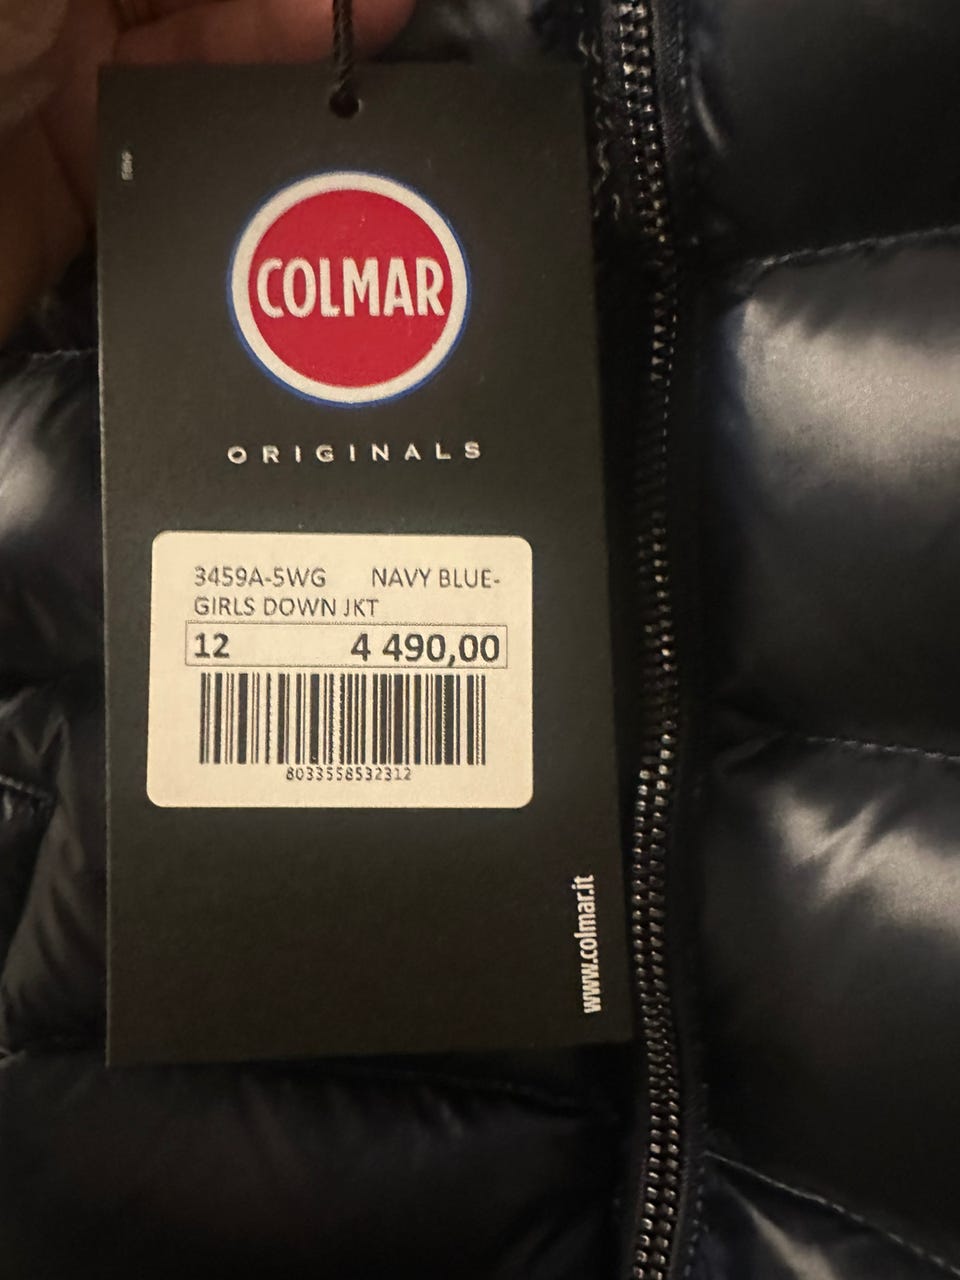 COLMAR
ORIGINALS
3459A-5WG NAVY BLUE-
GIRLS DOWN JKT
12 4 490,00
8033558532312
www.colmar.it